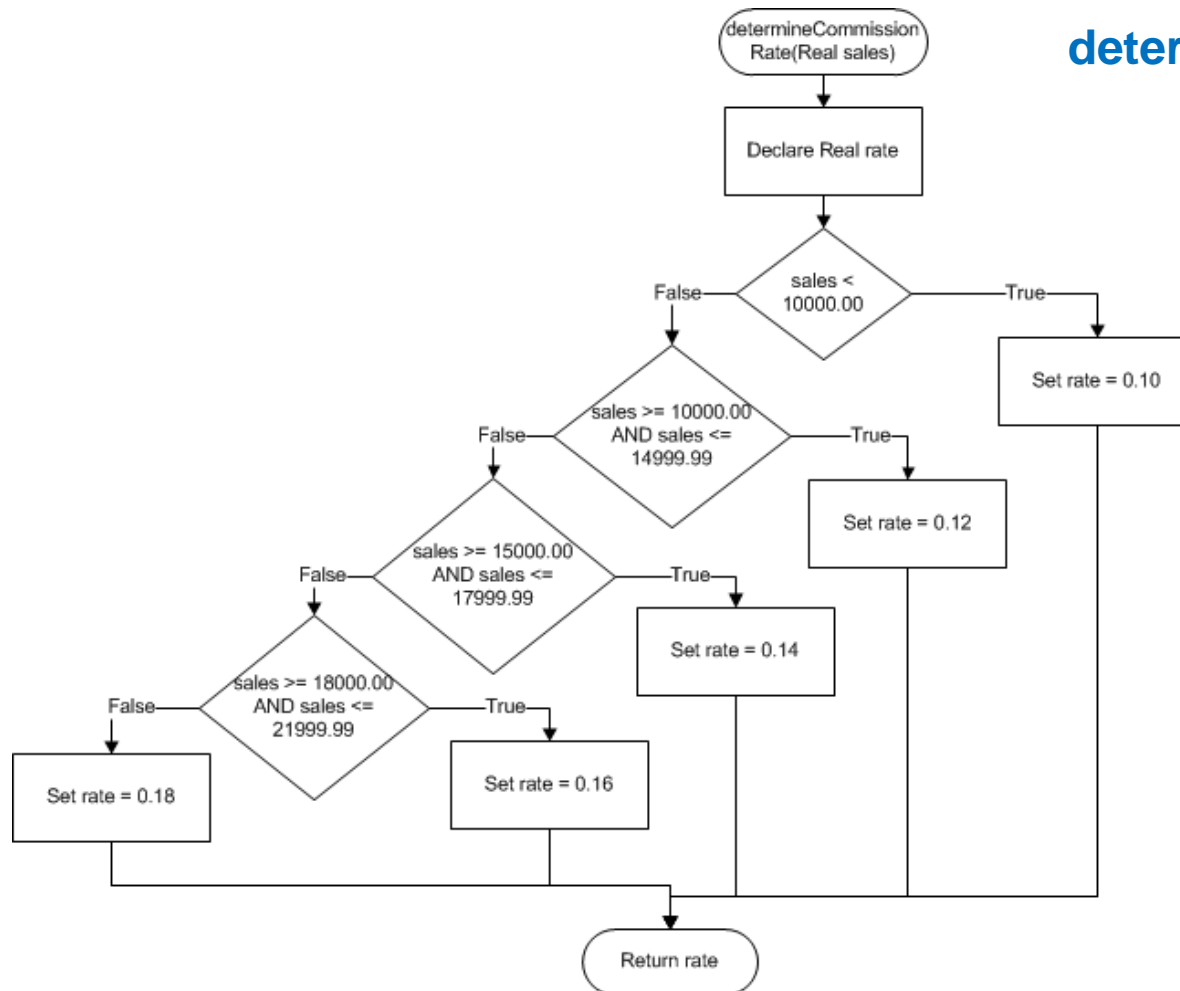 determineCommission
Rate(Real sales)
deter
Declare Real rate
sales <
10000.00
False
True
Set rate = 0.10
sales >= 10000.00
AND sales <=
14999.99
False
True
Set rate = 0.12
sales >= 15000.00
AND sales <=
17999.99
False
True
Set rate = 0.14
sales >= 18000.00
AND sales <=
21999.99
False
True
Set rate = 0.18
Set rate = 0.16
Return rate